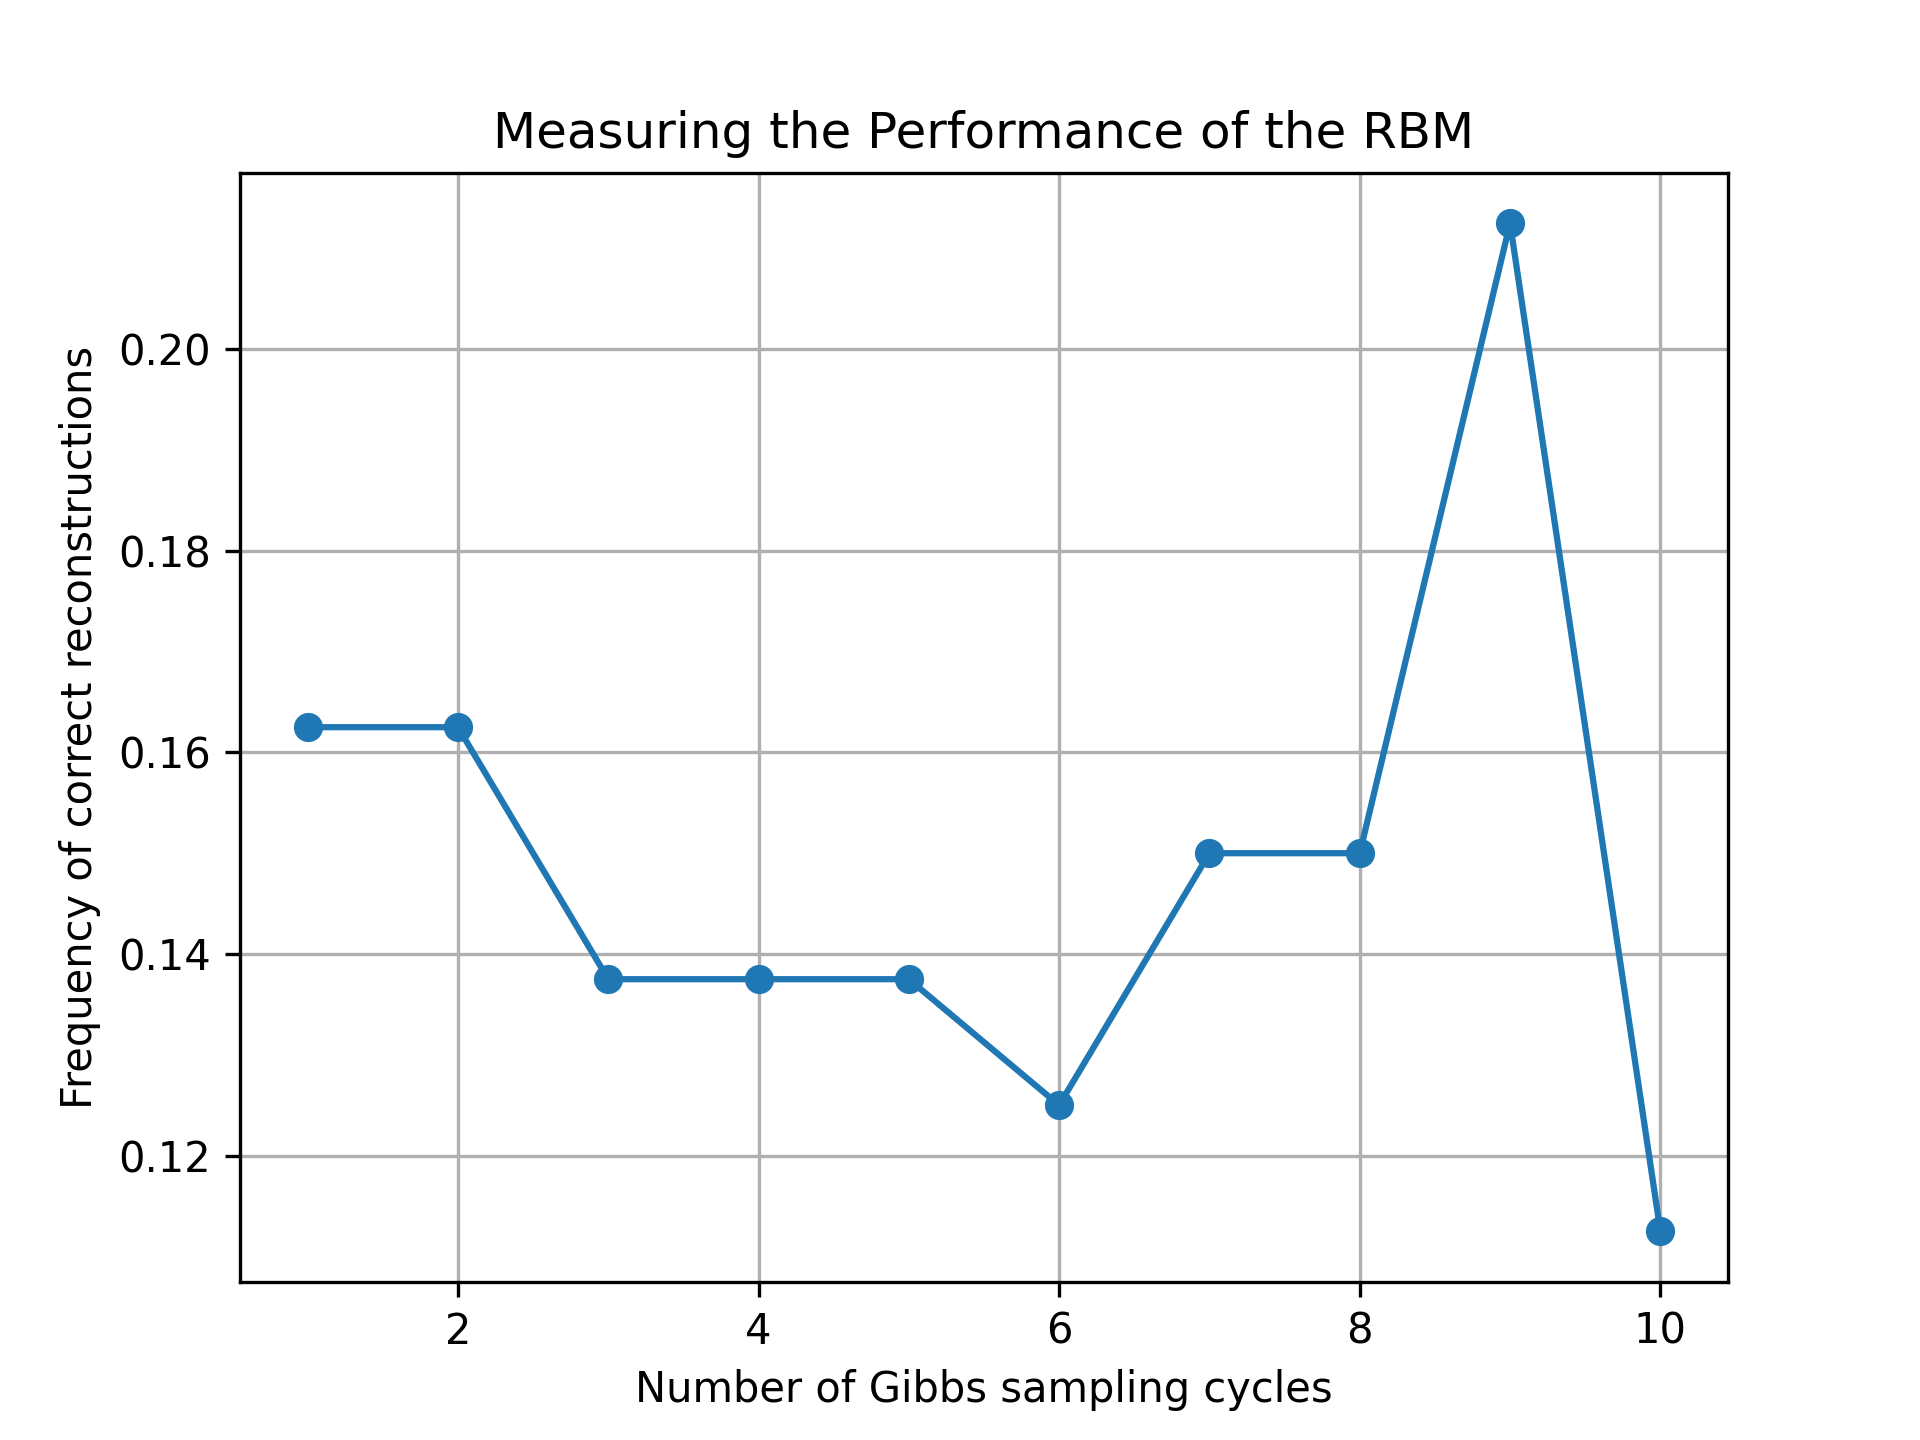 Measuring the Performance of the RBM
Frequency of correct reconstructions
0.20
0.18
0.16
0.14
0.12
2 4 6 8 10
Number of Gibbs sampling cycles